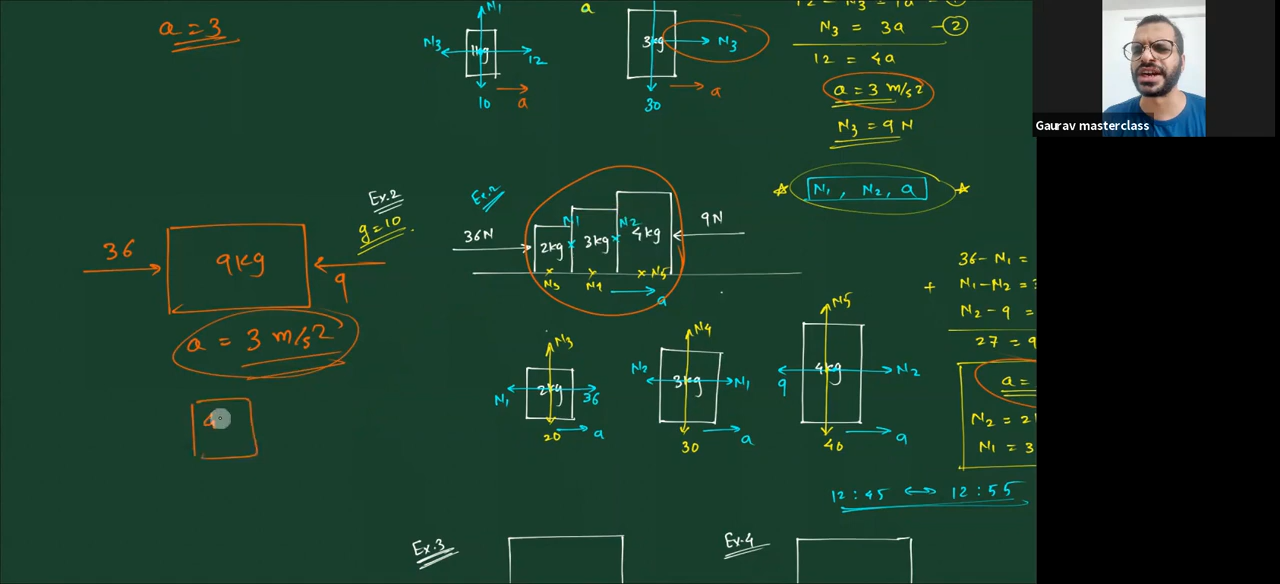 a = 3
N1
N3
1kg
12
10
a
a
3kg
N3
30
a
12 - N3 = 1a
N3 = 3a - ②
12 = 4a
a = 3 m/s²
N3 = 9 N
Gaurav masterclass
Ex.2
g = 10
36
9kg
9
a = 3 m/s²
Ex.2
36N
2kg
N1
3kg
N2
4kg
9N
N3
N4
N5
a
N1, N2, a
36 - N1 =
+ N1 - N2 = 3
N2 - 9 =
27 = 9
a =
N2 = 21
N1 = 3
N3
N1
2kg
36
20
a
N4
N2
3kg
N1
30
a
N5
9
4kg
N2
40
a
12:45 ↔ 12:55
Ex.3
Ex.4